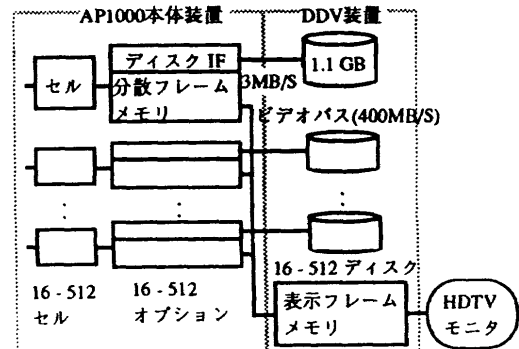 AP1000本体装置
DDV装置
セル
ディスク IF
分散フレーム
メモリ
3MB/S
1.1 GB
ビデオバス(400MB/S)
16 - 512
セル
16 - 512
オプション
16 - 512 ディスク
表示フレーム
メモリ
HDTV
モニタ